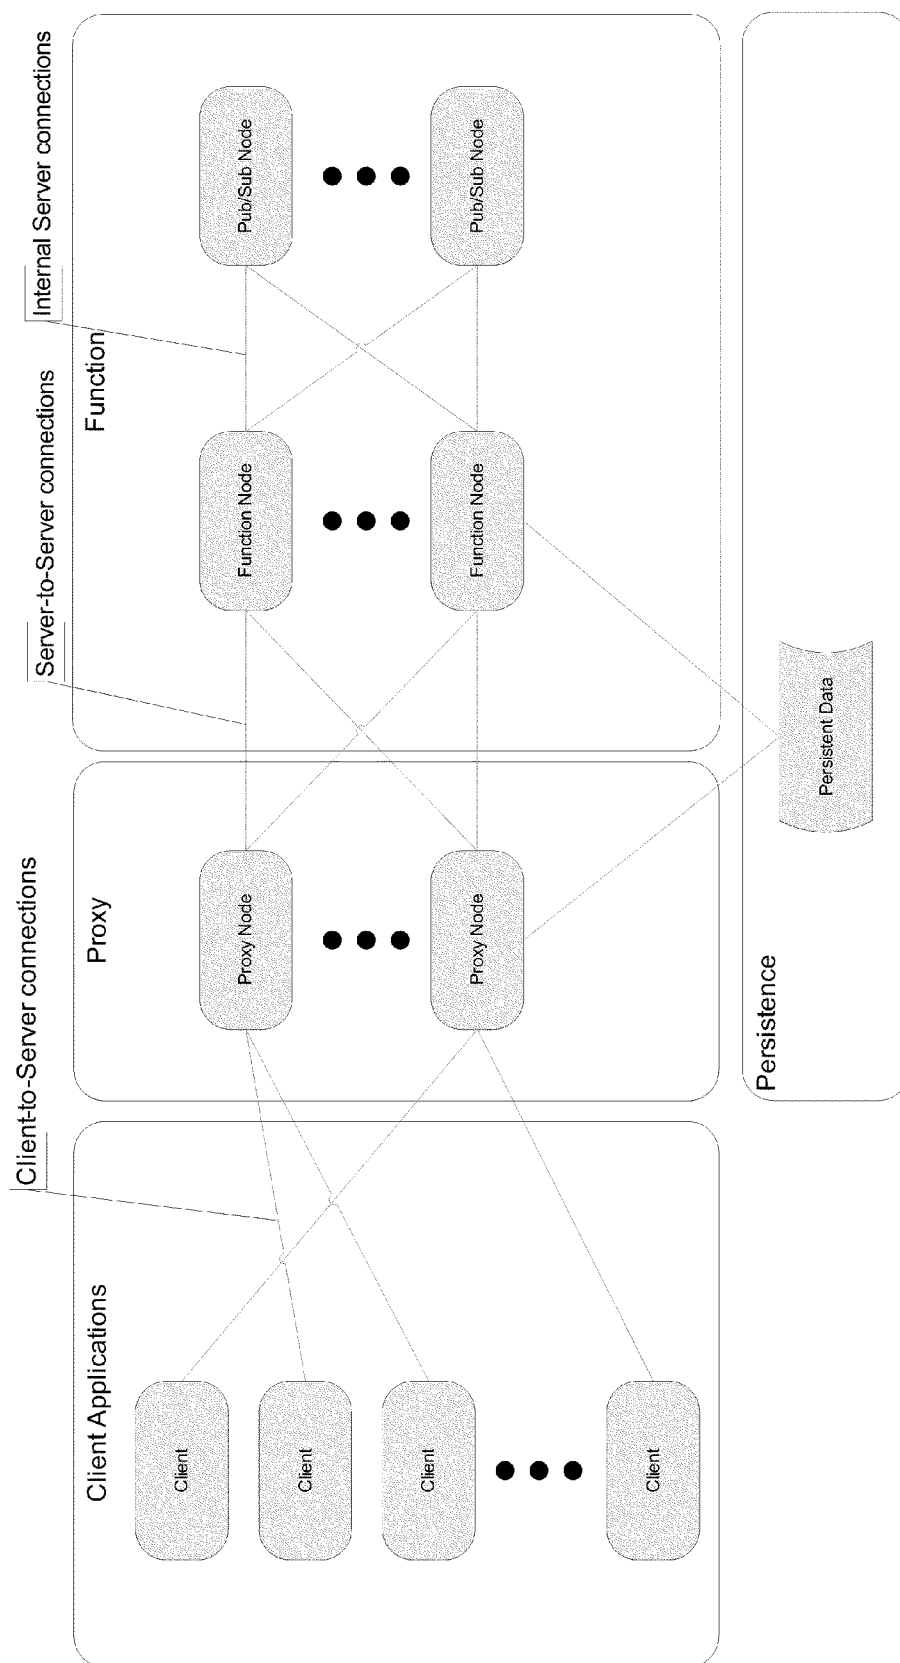 Client-to-Server connections
Server-to-Server connections
Internal Server connections
Client Applications
Proxy
Function
Client
Client
Client
Client
Proxy Node
Proxy Node
Function Node
Function Node
Pub/Sub Node
Pub/Sub Node
Persistence
Persistent Data